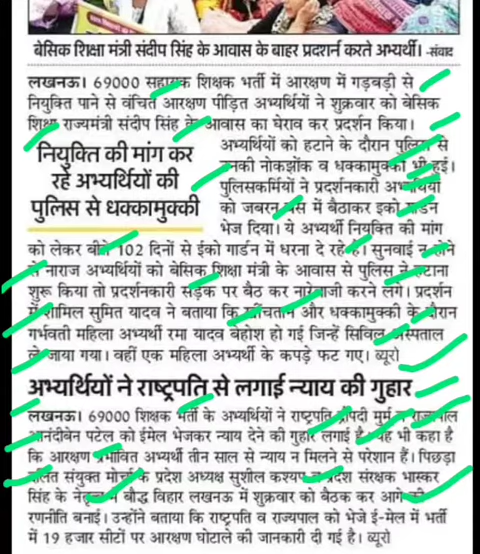 बेसिक शिक्षा मंत्री संदीप सिंह के आवास के बाहर प्रदर्शन करते अभ्यर्थी। -संवाद
लखनऊ। 69000 सहायक शिक्षक भर्ती में आरक्षण में गड़बड़ी से
नियुक्ति पाने से वंचित आरक्षण पीड़ित अभ्यर्थियों ने शुक्रवार को बेसिक
शिक्षा राज्यमंत्री संदीप सिंह के आवास का घेराव कर प्रदर्शन किया।
नियुक्ति की मांग कर
रहे अभ्यर्थियों की
पुलिस से धक्कामुक्की
अभ्यर्थियों को हटाने के दौरान पुलिस से
उनकी नोकझोंक व धक्कामुक्की भी हुई।
पुलिसकर्मियों ने प्रदर्शनकारी अभ्यर्थियों
को जबरन बस में बैठाकर इको गार्डन
भेज दिया। ये अभ्यर्थी नियुक्ति की मांग
को लेकर बीते 102 दिनों से ईको गार्डन में धरना दे रहे हैं। सुनवाई न होने
से नाराज अभ्यर्थियों को बेसिक शिक्षा मंत्री के आवास से पुलिस ने हटाना
शुरू किया तो प्रदर्शनकारी सड़क पर बैठ कर नारेबाजी करने लगे। प्रदर्शन
में शामिल सुमित यादव ने बताया कि खींचतान और धक्कामुक्की के दौरान
गर्भवती महिला अभ्यर्थी रमा यादव बेहोश हो गई जिन्हें सिविल अस्पताल
ले जाया गया। वहीं एक महिला अभ्यर्थी के कपड़े फट गए। ब्यूरो
अभ्यर्थियों ने राष्ट्रपति से लगाई न्याय की गुहार
लखनऊ। 69000 शिक्षक भर्ती के अभ्यर्थियों ने राष्ट्रपति द्रौपदी मुर्मू व राज्यपाल
आनंदीबेन पटेल को ईमेल भेजकर न्याय देने की गुहार लगाई है। यह भी कहा है
कि आरक्षण प्रभावित अभ्यर्थी तीन साल से न्याय न मिलने से परेशान हैं। पिछड़ा
दलित संयुक्त मोर्चा के प्रदेश अध्यक्ष सुशील कश्यप व प्रदेश संरक्षक भास्कर
सिंह के नेतृत्व में बौद्ध विहार लखनऊ में शुक्रवार को बैठक कर आगे की
रणनीति बनाई। उन्होंने बताया कि राष्ट्रपति व राज्यपाल को भेजे ई-मेल में भर्ती
में 19 हजार सीटों पर आरक्षण घोटाले की जानकारी दी गई है। ब्यूरो